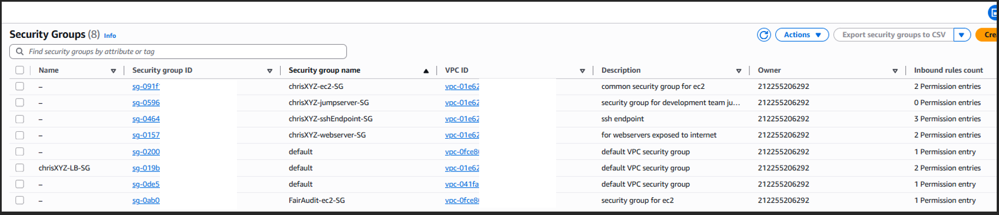 Security Groups (8) Info
Actions Export security groups to CSV Cre
Find security groups by attribute or tag
Name Security group ID Security group name VPC ID Description Owner Inbound rules count
– sg-091f chrisXYZ-ec2-SG vpc-01e62 common security group for ec2 212255206292 2 Permission entries
– sg-0596 chrisXYZ-jumpserver-SG vpc-01e62 security group for development team ju... 212255206292 0 Permission entries
– sg-0464 chrisXYZ-sshEndpoint-SG vpc-01e62 ssh endpoint 212255206292 3 Permission entries
– sg-0157 chrisXYZ-webserver-SG vpc-01e62 for webservers exposed to internet 212255206292 2 Permission entries
– sg-0200 default vpc-0fce8 default VPC security group 212255206292 1 Permission entry
chrisXYZ-LB-SG sg-019b default vpc-01e62 default VPC security group 212255206292 2 Permission entries
– sg-0de5 default vpc-041fa default VPC security group 212255206292 1 Permission entry
– sg-0ab0 FairAudit-ec2-SG vpc-0fce8 security group for ec2 212255206292 1 Permission entry